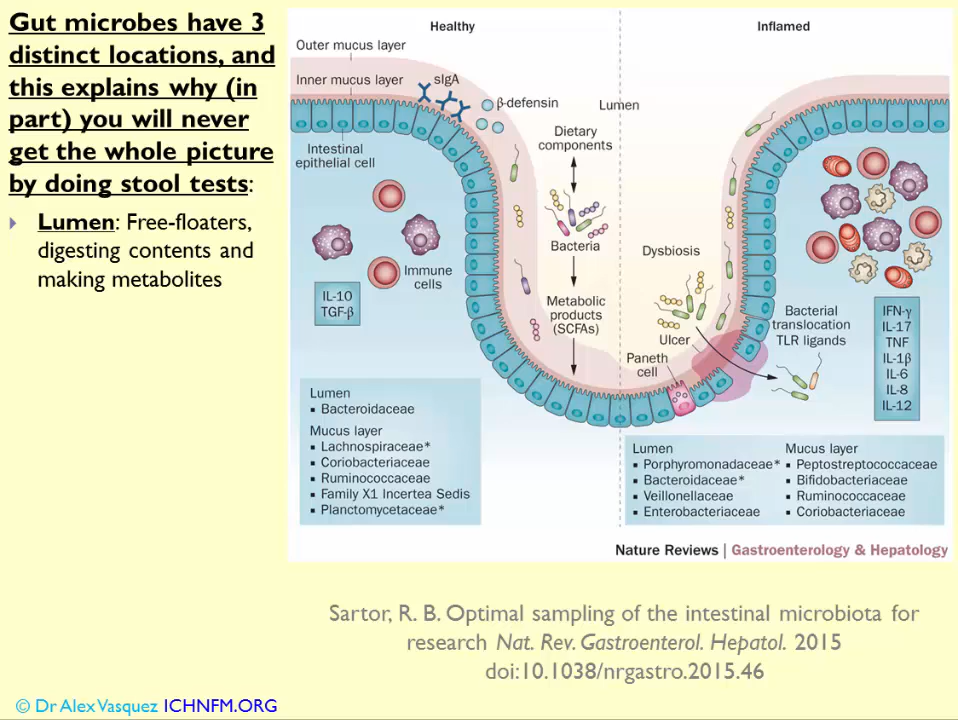 Gut microbes have 3
distinct locations, and
this explains why (in
part) you will never
get the whole picture
by doing stool tests:
Lumen: Free-floaters,
digesting contents and
making metabolites
Healthy
Outer mucus layer
Inner mucus layer
sIgA
β-defensin
Lumen
Intestinal
epithelial cell
Dietary
components
Immune
cells
IL-10
TGF-β
Bacteria
Metabolic
products
(SCFAs)
Lumen
▪ Bacteroidaceae
Mucus layer
▪ Lachnospiraceae*
▪ Coriobacteriaceae
▪ Ruminococcaceae
▪ Family X1 Incertea Sedis
▪ Planctomycetaceae*
Inflamed
Dysbiosis
Ulcer
Paneth
cell
Bacterial
translocation
TLR ligands
IFN-γ
IL-17
TNF
IL-1β
IL-6
IL-8
IL-12
Lumen
▪ Porphyromonadaceae*
▪ Bacteroidaceae*
▪ Veillonellaceae
▪ Enterobacteriaceae
Mucus layer
▪ Peptostreptococcaceae
▪ Bifidobacteriaceae
▪ Ruminococcaceae
▪ Coriobacteriaceae
Nature Reviews | Gastroenterology & Hepatology
Sartor, R. B. Optimal sampling of the intestinal microbiota for
research Nat. Rev. Gastroenterol. Hepatol. 2015
doi:10.1038/nrgastro.2015.46
© Dr Alex Vasquez ICHNFM.ORG